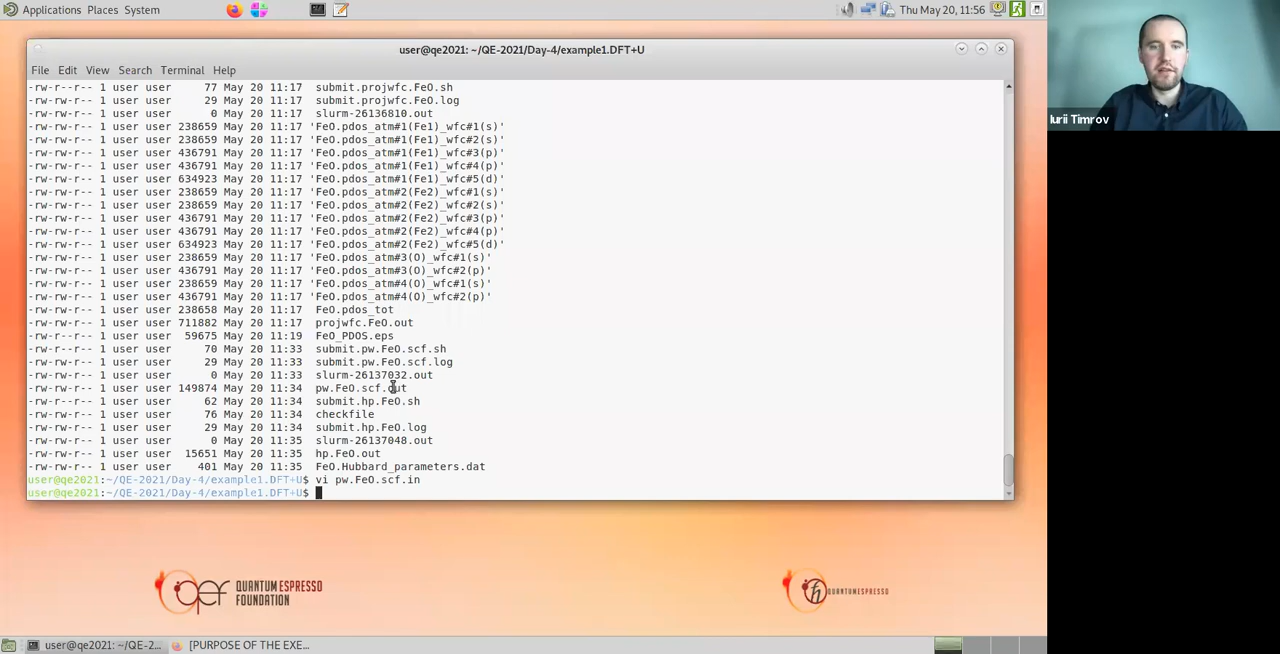 Applications Places System
Thu May 20, 11:56
user@qe2021: ~/QE-2021/Day-4/example1.DFT+U
File Edit View Search Terminal Help
-rw-r--r-- 1 user user 77 May 20 11:17 submit.projwfc.FeO.sh
-rw-rw-r-- 1 user user 29 May 20 11:17 submit.projwfc.FeO.log
-rw-rw-r-- 1 user user 0 May 20 11:17 slurm-26136810.out
-rw-rw-r-- 1 user user 238659 May 20 11:17 'FeO.pdos_atm#1(Fe1)_wfc#1(s)'
-rw-rw-r-- 1 user user 238659 May 20 11:17 'FeO.pdos_atm#1(Fe1)_wfc#2(s)'
-rw-rw-r-- 1 user user 436791 May 20 11:17 'FeO.pdos_atm#1(Fe1)_wfc#3(p)'
-rw-rw-r-- 1 user user 436791 May 20 11:17 'FeO.pdos_atm#1(Fe1)_wfc#4(p)'
-rw-rw-r-- 1 user user 634923 May 20 11:17 'FeO.pdos_atm#1(Fe1)_wfc#5(d)'
-rw-rw-r-- 1 user user 238659 May 20 11:17 'FeO.pdos_atm#2(Fe2)_wfc#1(s)'
-rw-rw-r-- 1 user user 238659 May 20 11:17 'FeO.pdos_atm#2(Fe2)_wfc#2(s)'
-rw-rw-r-- 1 user user 436791 May 20 11:17 'FeO.pdos_atm#2(Fe2)_wfc#3(p)'
-rw-rw-r-- 1 user user 436791 May 20 11:17 'FeO.pdos_atm#2(Fe2)_wfc#4(p)'
-rw-rw-r-- 1 user user 634923 May 20 11:17 'FeO.pdos_atm#2(Fe2)_wfc#5(d)'
-rw-rw-r-- 1 user user 238659 May 20 11:17 'FeO.pdos_atm#3(O)_wfc#1(s)'
-rw-rw-r-- 1 user user 436791 May 20 11:17 'FeO.pdos_atm#3(O)_wfc#2(p)'
-rw-rw-r-- 1 user user 238659 May 20 11:17 'FeO.pdos_atm#4(O)_wfc#1(s)'
-rw-rw-r-- 1 user user 436791 May 20 11:17 'FeO.pdos_atm#4(O)_wfc#2(p)'
-rw-rw-r-- 1 user user 238658 May 20 11:17 FeO.pdos_tot
-rw-rw-r-- 1 user user 711882 May 20 11:17 projwfc.FeO.out
-rw-rw-r-- 1 user user 59675 May 20 11:19 FeO_PDOS.eps
-rw-rw-r-- 1 user user 70 May 20 11:33 submit.pw.FeO.scf.sh
-rw-rw-r-- 1 user user 29 May 20 11:33 submit.pw.FeO.scf.log
-rw-rw-r-- 1 user user 0 May 20 11:33 slurm-26137032.out
-rw-rw-r-- 1 user user 149874 May 20 11:34 pw.FeO.scf.out
-rw-r--r-- 1 user user 62 May 20 11:34 submit.hp.FeO.sh
-rw-rw-r-- 1 user user 76 May 20 11:34 checkfile
-rw-rw-r-- 1 user user 29 May 20 11:34 submit.hp.FeO.log
-rw-rw-r-- 1 user user 0 May 20 11:35 slurm-26137048.out
-rw-rw-r-- 1 user user 15651 May 20 11:35 hp.FeO.out
-rw-rw-r-- 1 user user 401 May 20 11:35 FeO.Hubbard_parameters.dat
user@qe2021:~/QE-2021/Day-4/example1.DFT+U$ vi pw.FeO.scf.in
user@qe2021:~/QE-2021/Day-4/example1.DFT+U$
QUANTUM ESPRESSO
FOUNDATION
QUANTUMESPRESSO
user@qe2021: ~/QE-2...
[PURPOSE OF THE EXE...
Iurii Timrov